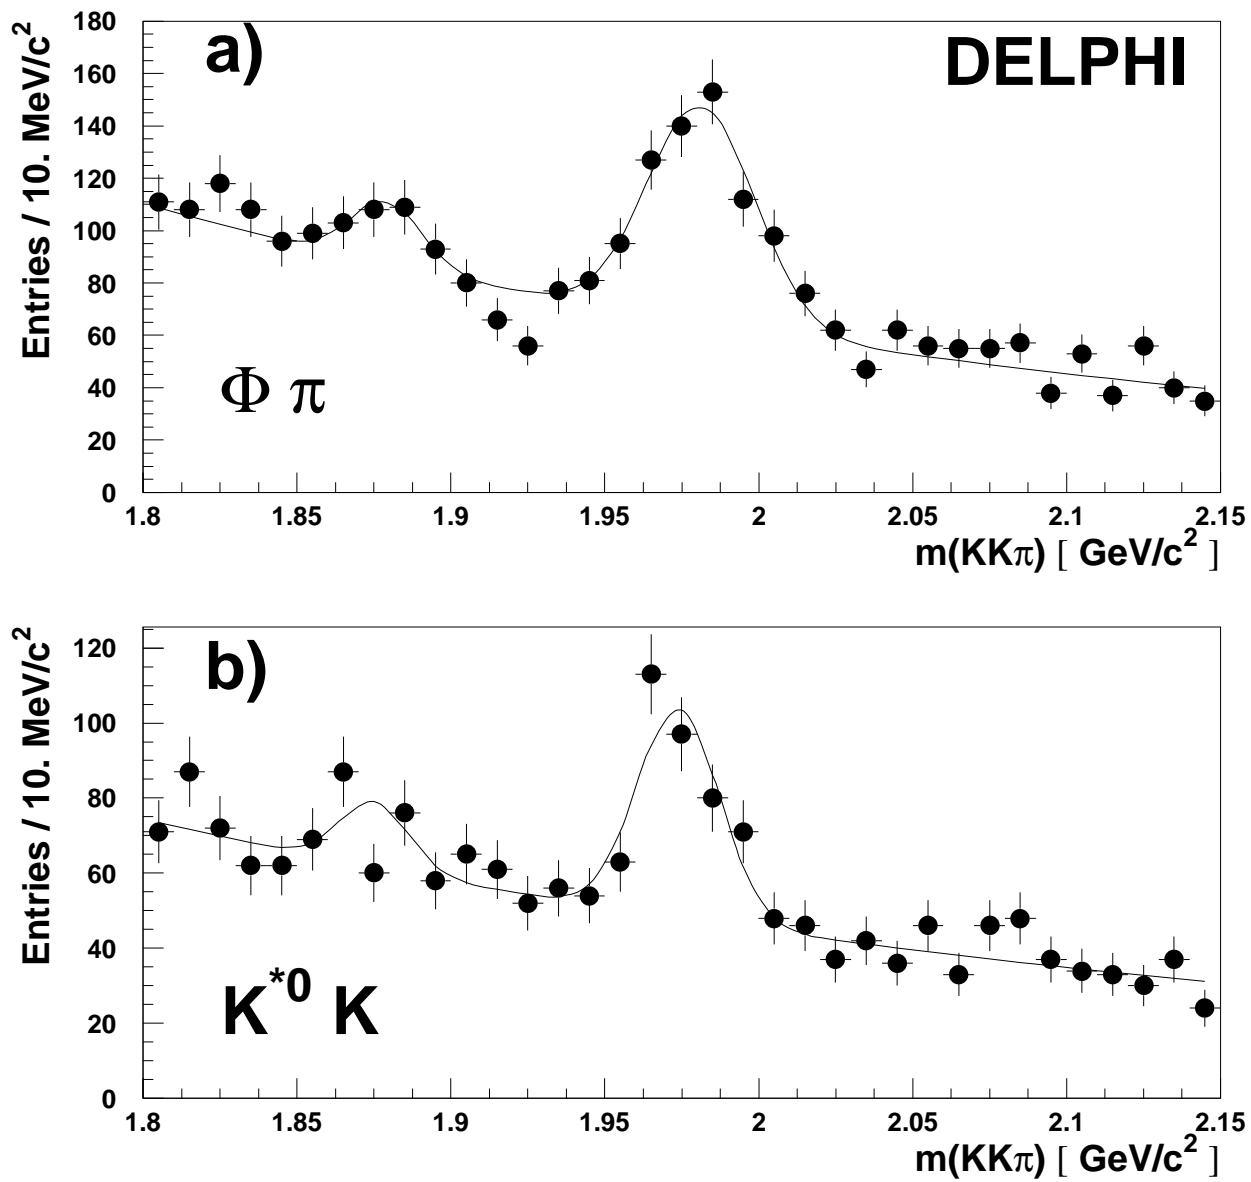 180
160
140
120
100
80
60
40
20
0
Entries / 10. MeV/c²
a)
DELPHI
Φ π
1.8 1.85 1.9 1.95 2 2.05 2.1 2.15
m(KKπ) [ GeV/c² ]
120
100
80
60
40
20
0
Entries / 10. MeV/c²
b)
K*⁰ K
1.8 1.85 1.9 1.95 2 2.05 2.1 2.15
m(KKπ) [ GeV/c² ]